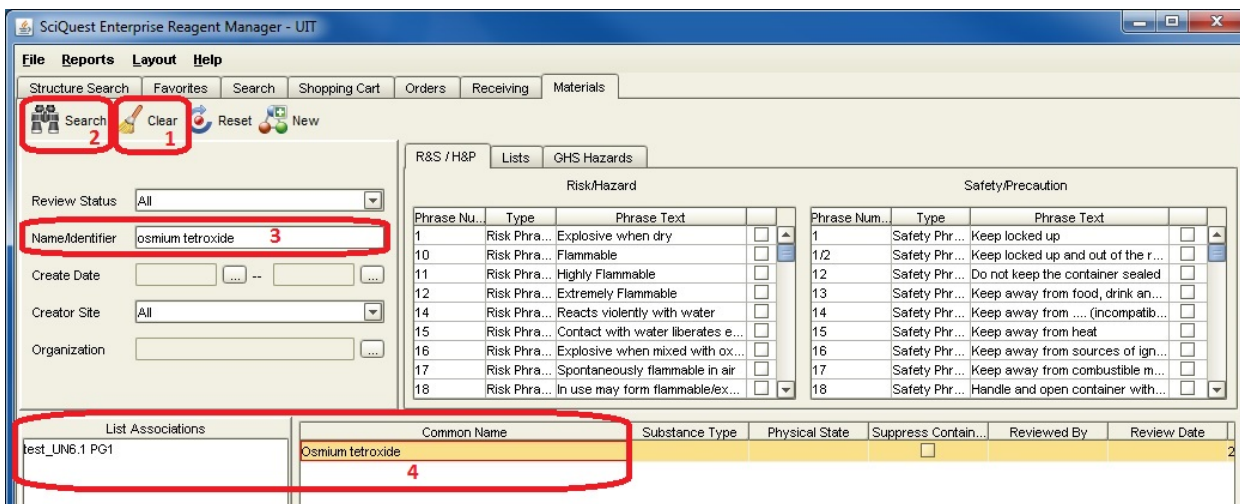 SciQuest Enterprise Reagent Manager - UIT
File Reports Layout Help
Structure Search Favorites Search Shopping Cart Orders Receiving Materials
Search Clear Reset New
2 1
R&S / H&P Lists GHS Hazards
Risk/Hazard Safety/Precaution
Review Status All
Phrase Nu... Type Phrase Text Phrase Num... Type Phrase Text
Name/Identifier osmium tetroxide 3
1 Risk Phra... Explosive when dry 1 Safety Phr... Keep locked up
10 Risk Phra... Flammable 1/2 Safety Phr... Keep locked up and out of the r...
Create Date ... -- ...
11 Risk Phra... Highly Flammable 12 Safety Phr... Do not keep the container sealed
12 Risk Phra... Extremely Flammable 13 Safety Phr... Keep away from food, drink an...
Creator Site All
14 Risk Phra... Reacts violently with water 14 Safety Phr... Keep away from .... (incompatib...
15 Risk Phra... Contact with water liberates e... 15 Safety Phr... Keep away from heat
Organization ...
16 Risk Phra... Explosive when mixed with ox... 16 Safety Phr... Keep away from sources of ign...
17 Risk Phra... Spontaneously flammable in air 17 Safety Phr... Keep away from combustible m...
18 Risk Phra... In use may form flammable/ex... 18 Safety Phr... Handle and open container with...
List Associations Common Name Substance Type Physical State Suppress Contain... Reviewed By Review Date
test_UN6.1 PG1 Osmium tetroxide 2
4